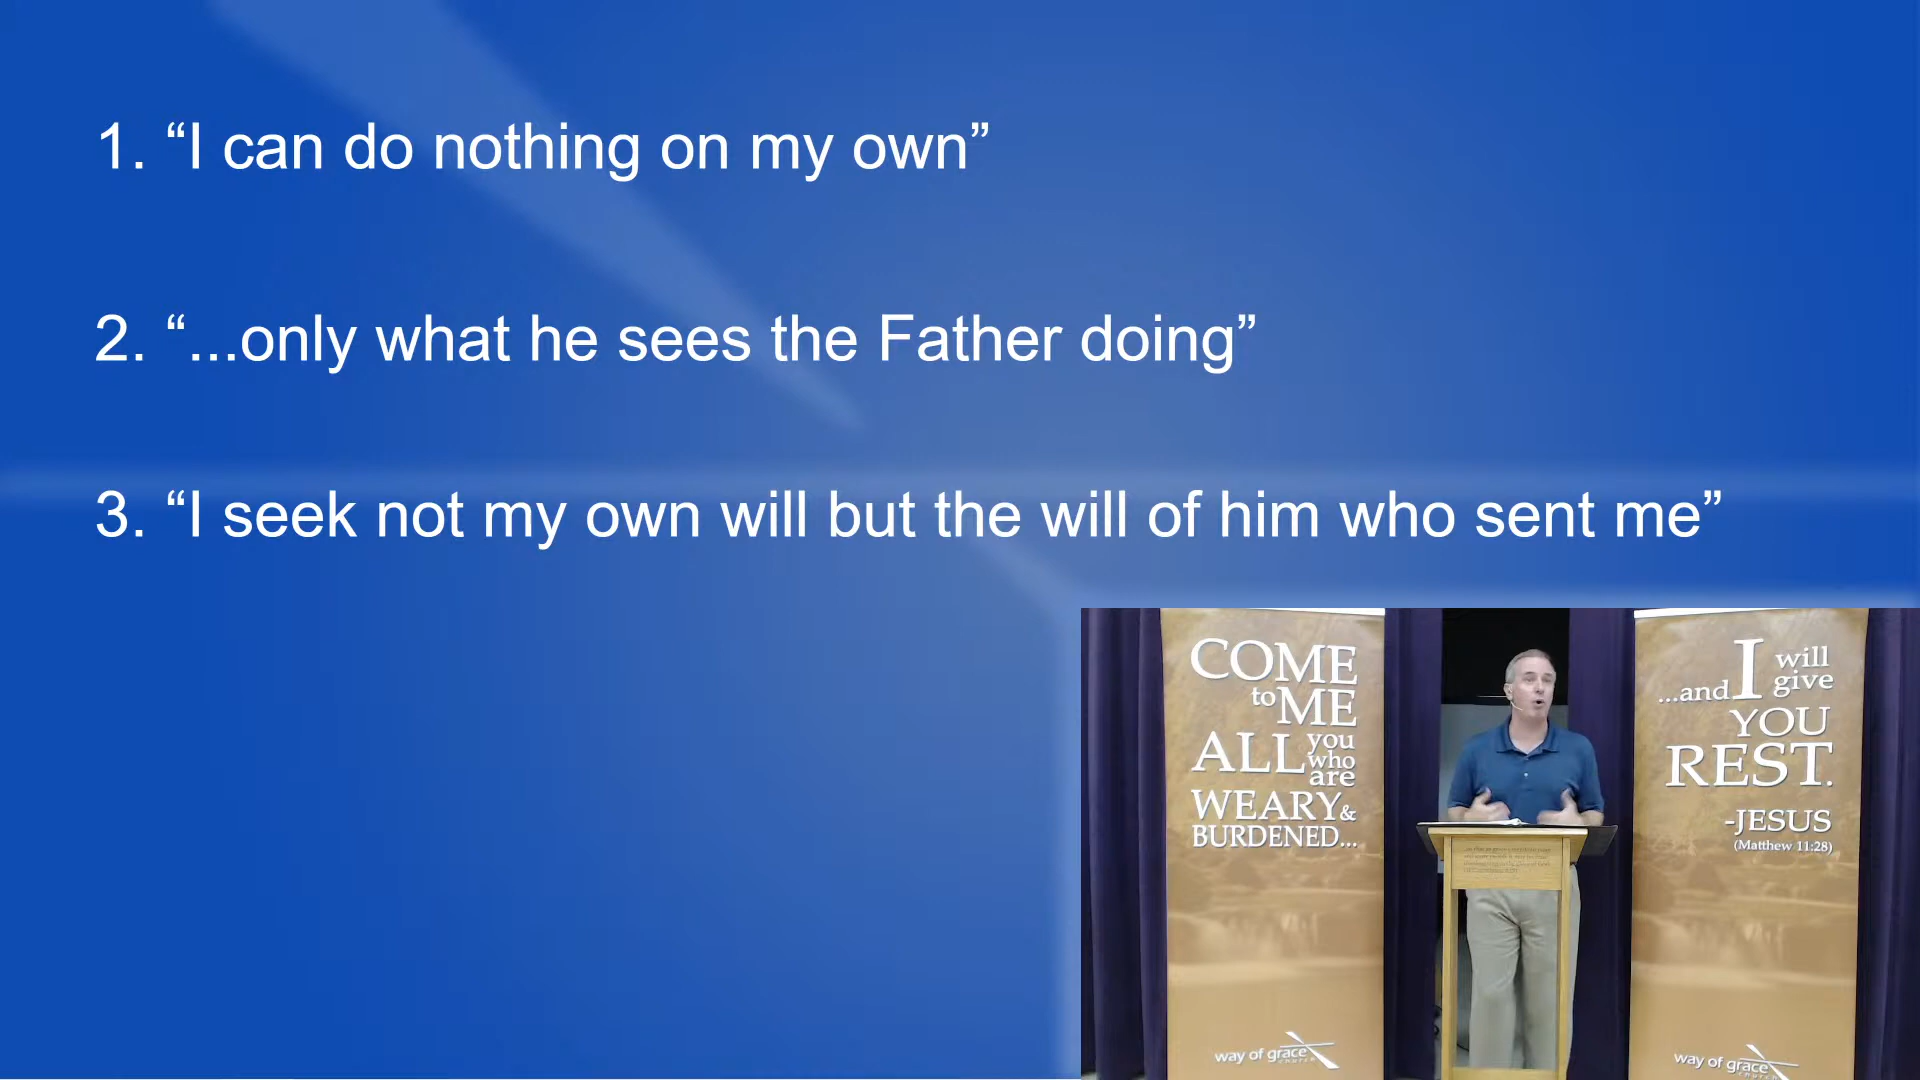 1. “I can do nothing on my own”
2. “...only what he sees the Father doing”
3. “I seek not my own will but the will of him who sent me”
COME
to ME
ALL you who are
WEARY &
BURDENED...
way of grace
church
...and I will give
YOU
REST.
-JESUS
(Matthew 11:28)
way of grace
church